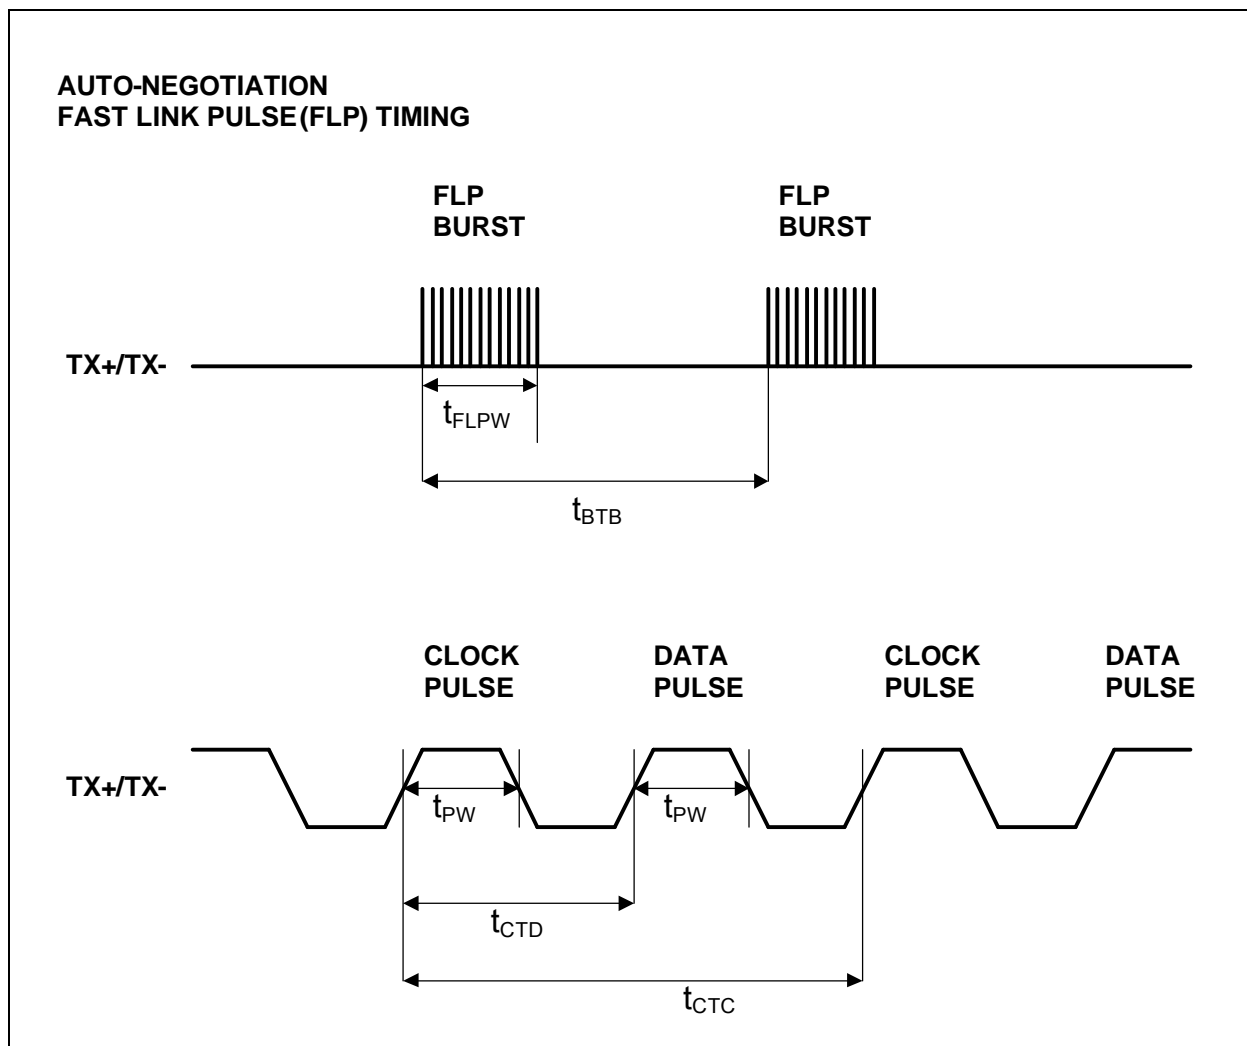 AUTO-NEGOTIATION
FAST LINK PULSE(FLP) TIMING
FLP
BURST
FLP
BURST
TX+/TX-
tFLPW
tBTB
CLOCK
PULSE
DATA
PULSE
CLOCK
PULSE
DATA
PULSE
TX+/TX-
tPW
tPW
tCTD
tCTC